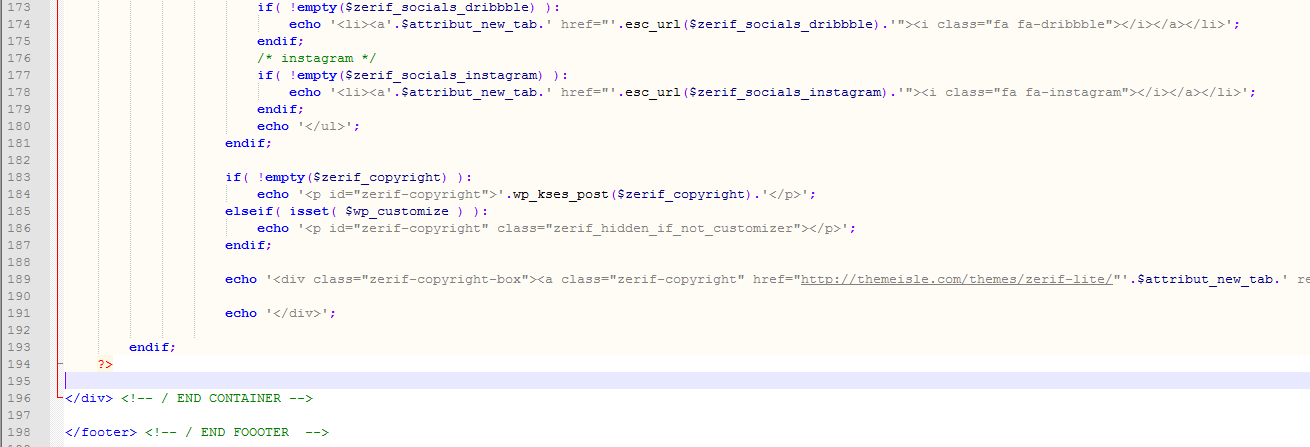 173 if( !empty($zerif_socials_dribbble) ):
174 echo '<li><a'.$attribut_new_tab.' href="'.esc_url($zerif_socials_dribbble).'"><i class="fa fa-dribbble"></i></a></li>';
175 endif;
176 /* instagram */
177 if( !empty($zerif_socials_instagram) ):
178 echo '<li><a'.$attribut_new_tab.' href="'.esc_url($zerif_socials_instagram).'"><i class="fa fa-instagram"></i></a></li>';
179 endif;
180 echo '</ul>';
181 endif;
182
183 if( !empty($zerif_copyright) ):
184 echo '<p id="zerif-copyright">'.wp_kses_post($zerif_copyright).'</p>';
185 elseif( isset( $wp_customize ) ):
186 echo '<p id="zerif-copyright" class="zerif_hidden_if_not_customizer"></p>';
187 endif;
188
189 echo '<div class="zerif-copyright-box"><a class="zerif-copyright" href="http://themeisle.com/themes/zerif-lite/"'.$attribut_new_tab.' re
190
191 echo '</div>';
192
193 endif;
194 ?>
195
196 </div> <!-- / END CONTAINER -->
197
198 </footer> <!-- / END FOOOTER  -->